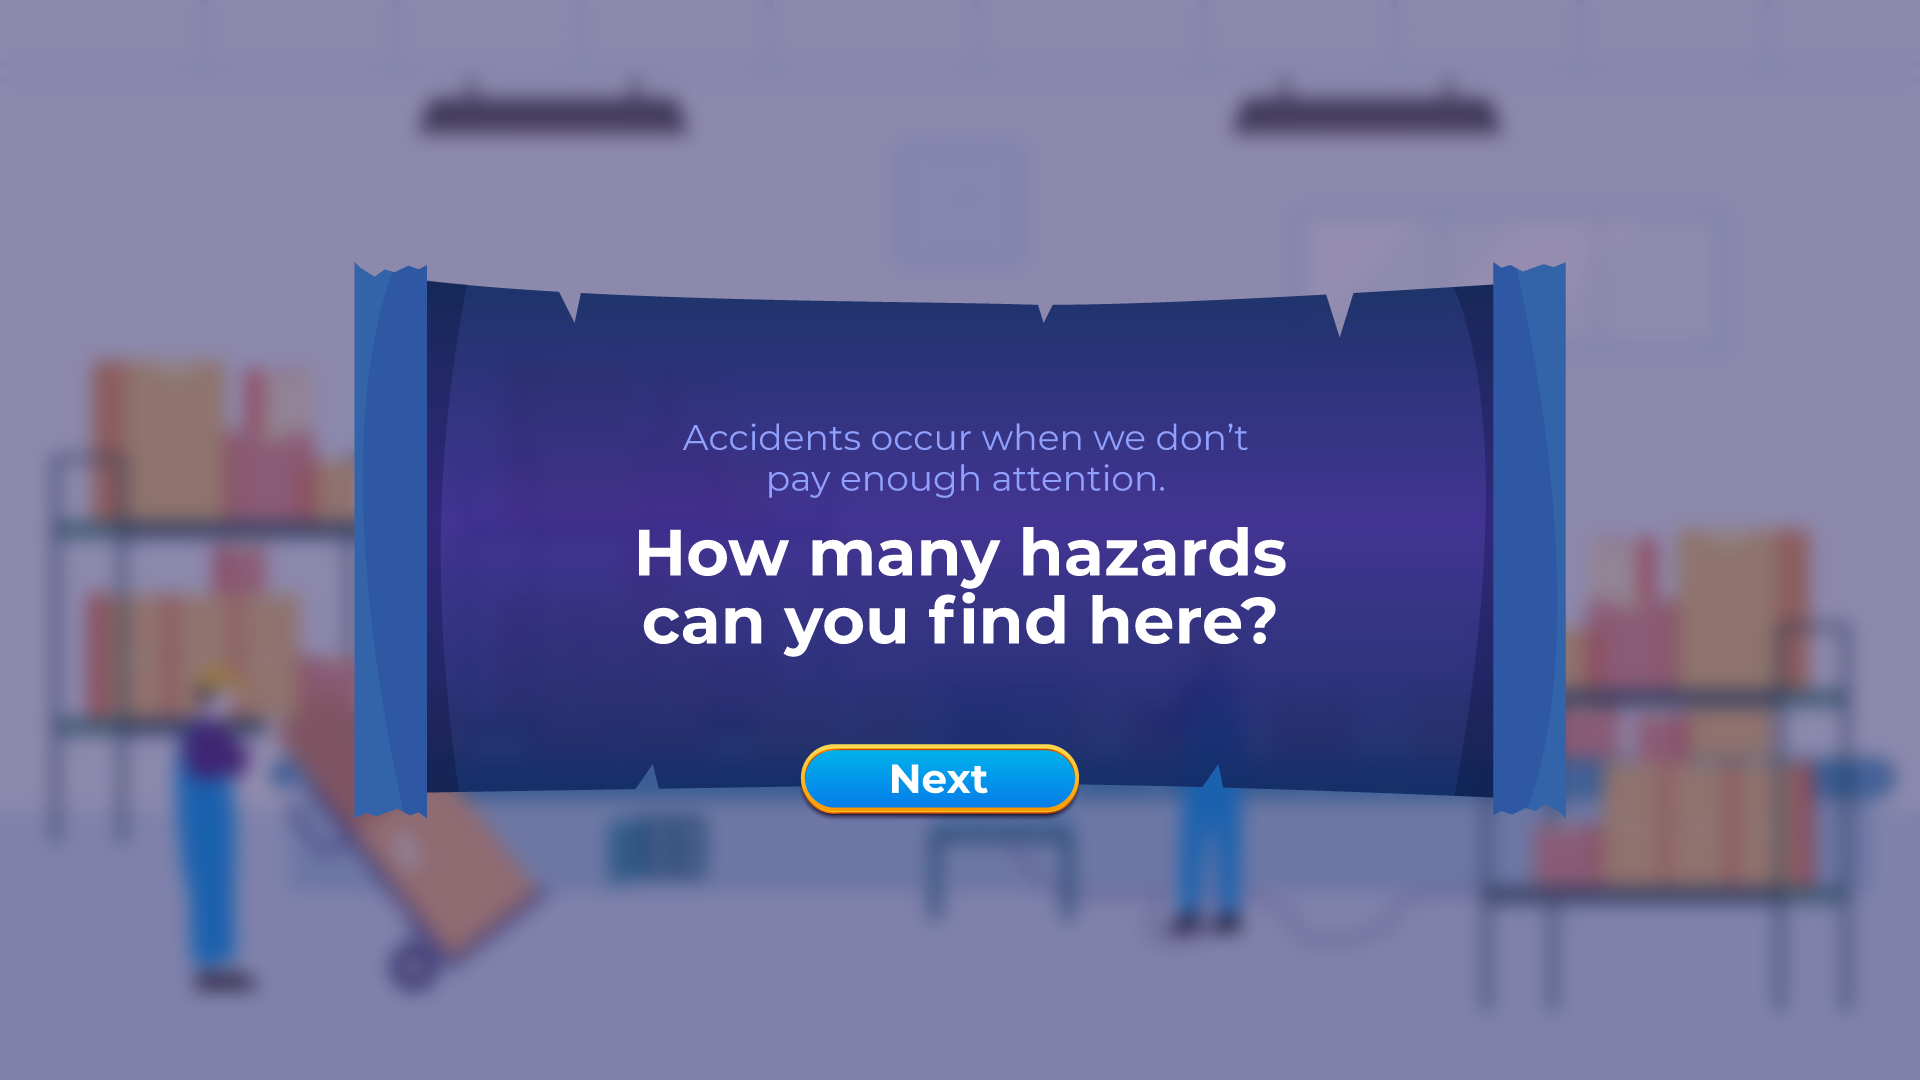 Accidents occur when we don’t
pay enough attention.
How many hazards
can you find here?
Next